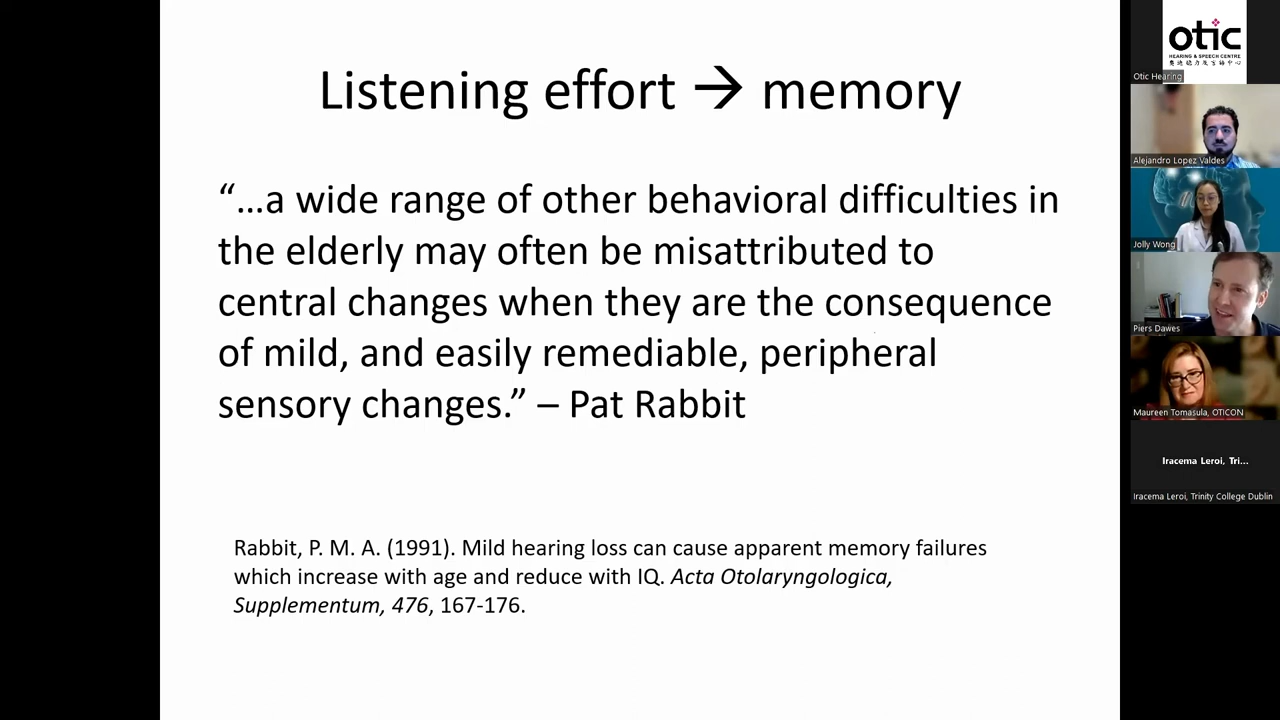 Listening effort → memory
“…a wide range of other behavioral difficulties in
the elderly may often be misattributed to
central changes when they are the consequence
of mild, and easily remediable, peripheral
sensory changes.” – Pat Rabbit
Rabbit, P. M. A. (1991). Mild hearing loss can cause apparent memory failures
which increase with age and reduce with IQ. Acta Otolaryngologica,
Supplementum, 476, 167-176.
otic
HEARING & SPEECH CENTRE
Otic Hearing
Alejandro Lopez Valdes
Jolly Wong
Piers Dawes
Maureen Tomasula, OTICON
Iracema Leroi, Tri...
Iracema Leroi, Trinity College Dublin